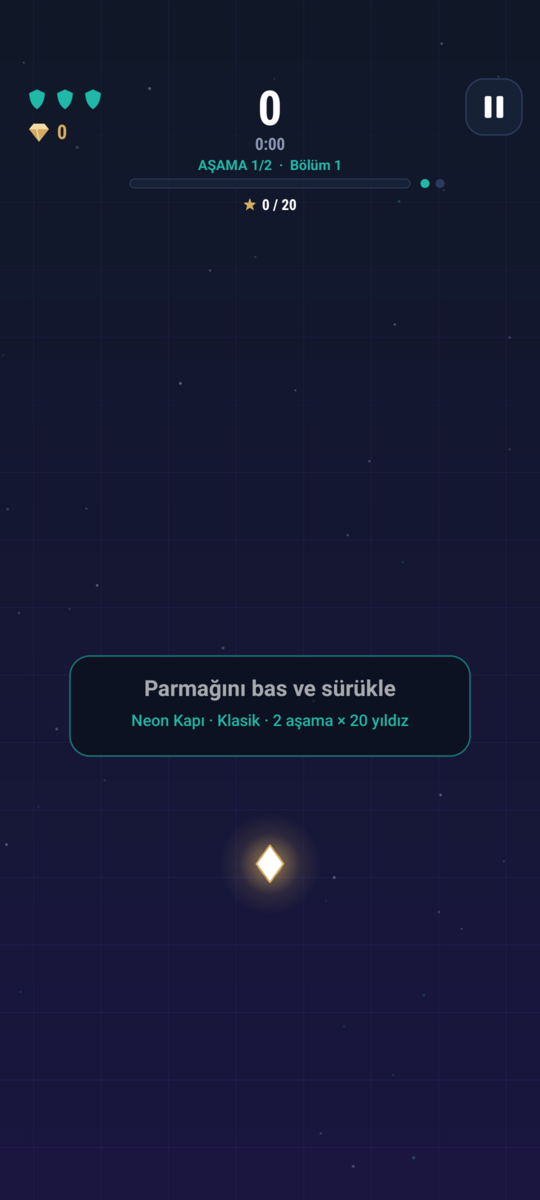 0
0
0:00
AŞAMA 1/2 · Bölüm 1
0 / 20
Parmağını bas ve sürükle
Neon Kapı · Klasik · 2 aşama × 20 yıldız